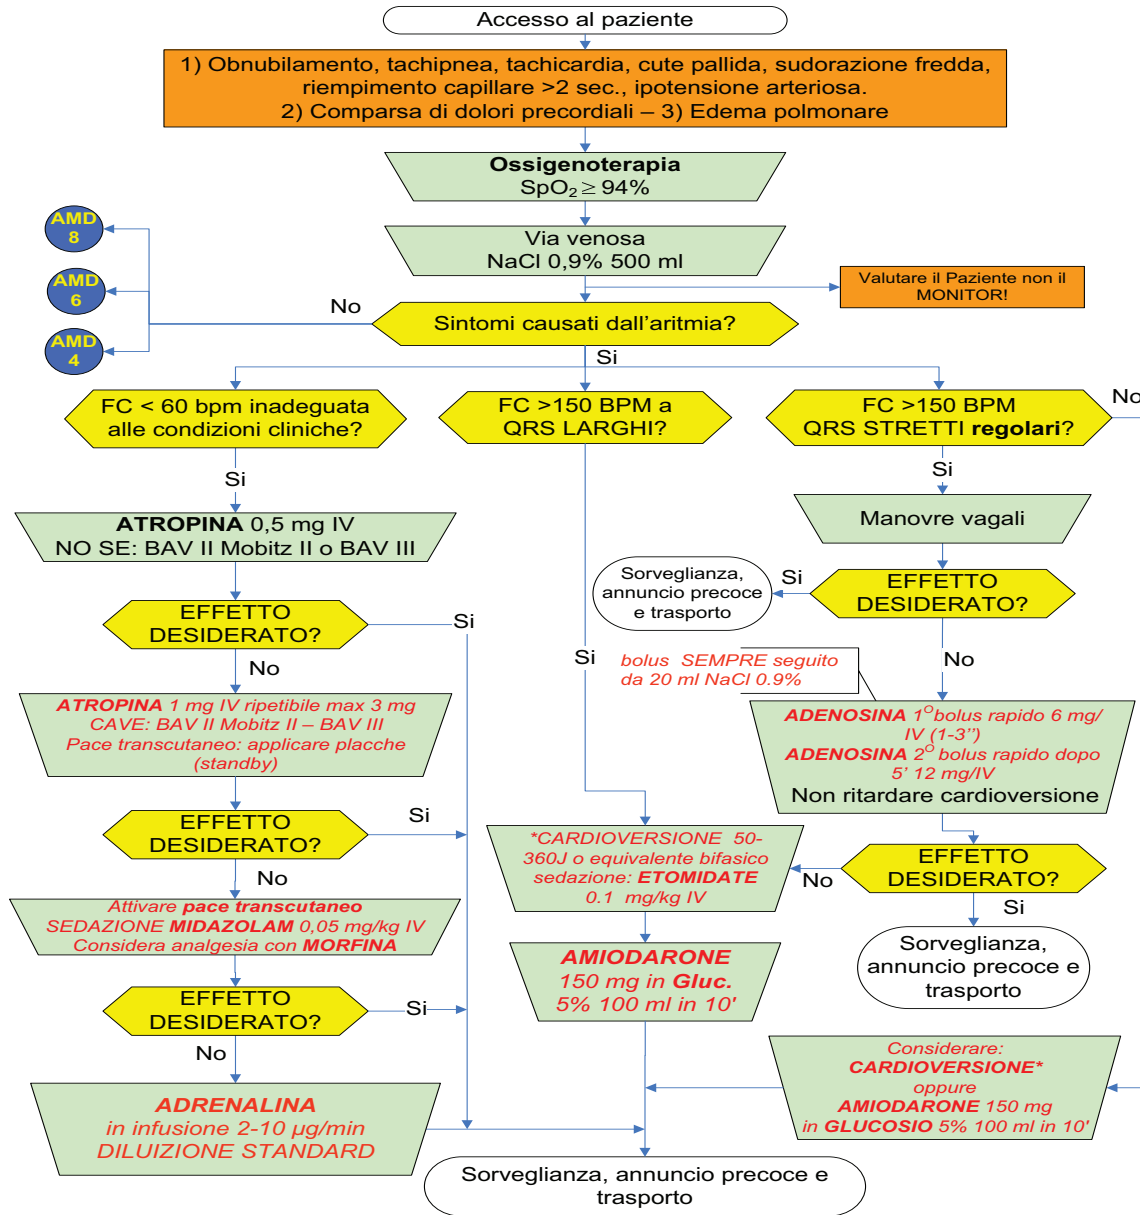 Accesso al paziente
1) Obnubilamento, tachipnea, tachicardia, cute pallida, sudorazione fredda,
riempimento capillare >2 sec., ipotensione arteriosa.
2) Comparsa di dolori precordiali – 3) Edema polmonare
Ossigenoterapia
SpO₂ ≥ 94%
AMD
8
AMD
6
AMD
4
Via venosa
NaCl 0,9% 500 ml
Valutare il Paziente non il
MONITOR!
No
Sintomi causati dall'aritmia?
Si
FC < 60 bpm inadeguata
alle condizioni cliniche?
FC >150 BPM a
QRS LARGHI?
FC >150 BPM
QRS STRETTI regolari?
No
Si
Si
ATROPINA 0,5 mg IV
NO SE: BAV II Mobitz II o BAV III
Manovre vagali
EFFETTO
DESIDERATO?
Si
No
Sorveglianza,
annuncio precoce
e trasporto
Si
EFFETTO
DESIDERATO?
No
Si
bolus SEMPRE seguito
da 20 ml NaCl 0.9%
ATROPINA 1 mg IV ripetibile max 3 mg
CAVE: BAV II Mobitz II – BAV III
Pace transcutaneo: applicare placche
(standby)
ADENOSINA 1° bolus rapido 6 mg/
IV (1-3'')
ADENOSINA 2° bolus rapido dopo
5' 12 mg/IV
Non ritardare cardioversione
EFFETTO
DESIDERATO?
Si
No
*CARDIOVERSIONE 50-
360J o equivalente bifasico
sedazione: ETOMIDATE
0.1 mg/kg IV
No
EFFETTO
DESIDERATO?
Si
Attivare pace transcutaneo
SEDAZIONE MIDAZOLAM 0,05 mg/kg IV
Considera analgesia con MORFINA
AMIODARONE
150 mg in Gluc.
5% 100 ml in 10'
Sorveglianza,
annuncio precoce e
trasporto
EFFETTO
DESIDERATO?
Si
No
ADRENALINA
in infusione 2-10 µg/min
DILUIZIONE STANDARD
Considerare:
CARDIOVERSIONE*
oppure
AMIODARONE 150 mg
in GLUCOSIO 5% 100 ml in 10'
Sorveglianza, annuncio precoce e
trasporto